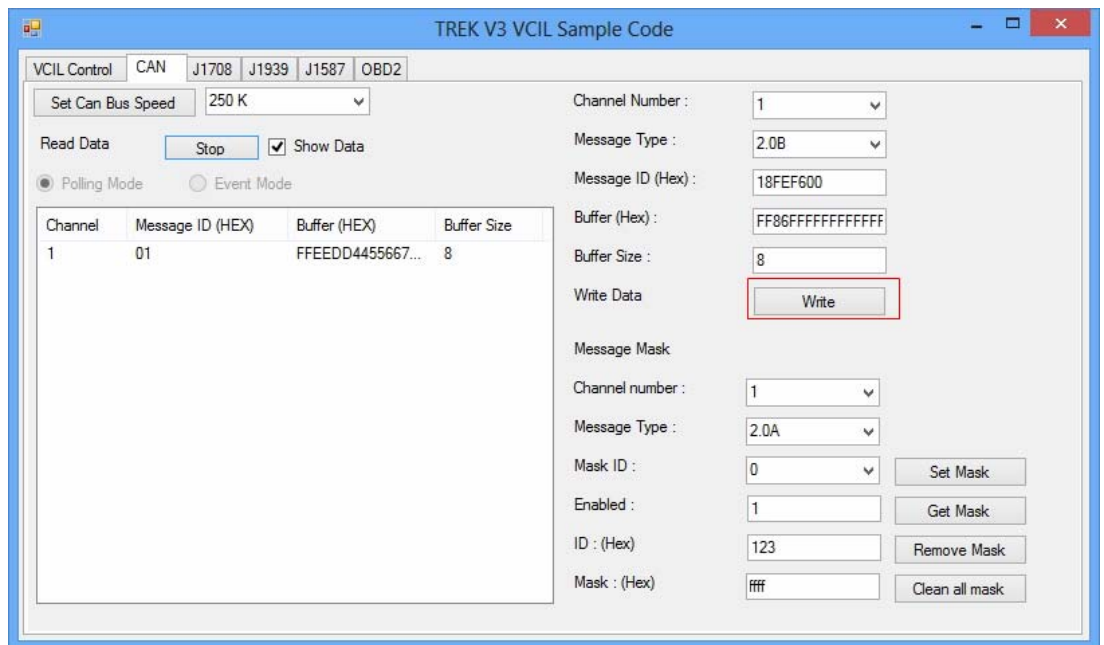 TREK V3 VCIL Sample Code
VCIL Control CAN J1708 J1939 J1587 OBD2
Set Can Bus Speed 250 K
Read Data Stop Show Data
Polling Mode Event Mode
Channel Message ID (HEX) Buffer (HEX) Buffer Size
1 01 FFEEDD4455667... 8
Channel Number : 1
Message Type : 2.0B
Message ID (Hex) : 18FEF600
Buffer (Hex) : FF86FFFFFFFFFFFF
Buffer Size : 8
Write Data Write
Message Mask
Channel number : 1
Message Type : 2.0A
Mask ID : 0 Set Mask
Enabled : 1 Get Mask
ID : (Hex) 123 Remove Mask
Mask : (Hex) ffff Clean all mask